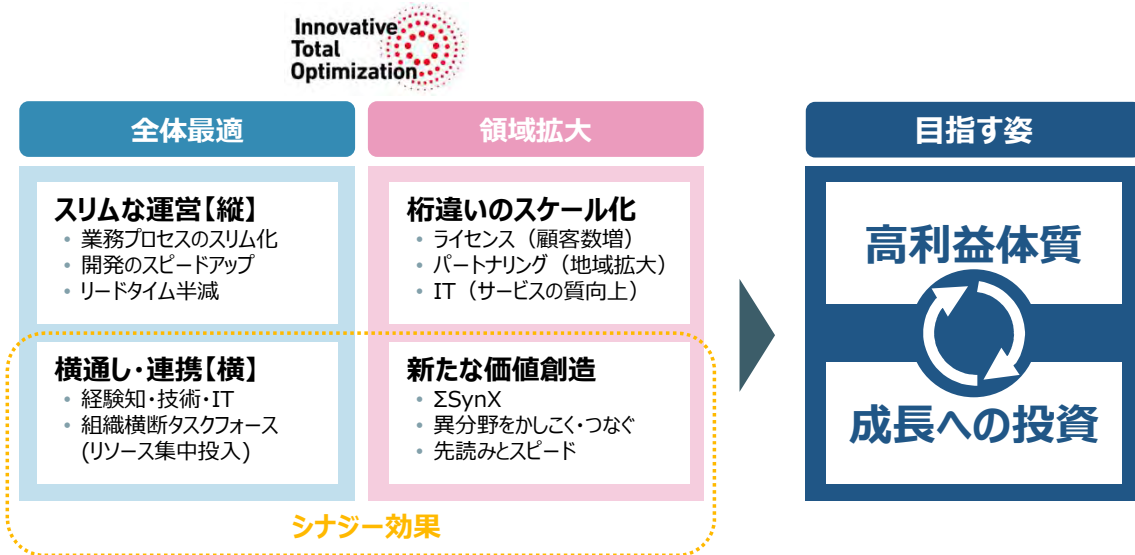 Innovative
Total
Optimization
全体最適
領域拡大
目指す姿
スリムな運営【縦】
・ 業務プロセスのスリム化
・ 開発のスピードアップ
・ リードタイム半減
桁違いのスケール化
・ ライセンス（顧客数増）
・ パートナリング（地域拡大）
・ IT（サービスの質向上）
横通し・連携【横】
・ 経験知・技術・IT
・ 組織横断タスクフォース
(リソース集中投入)
新たな価値創造
・ ΣSynX
・ 異分野をかしこく・つなぐ
・ 先読みとスピード
シナジー効果
高利益体質
成長への投資